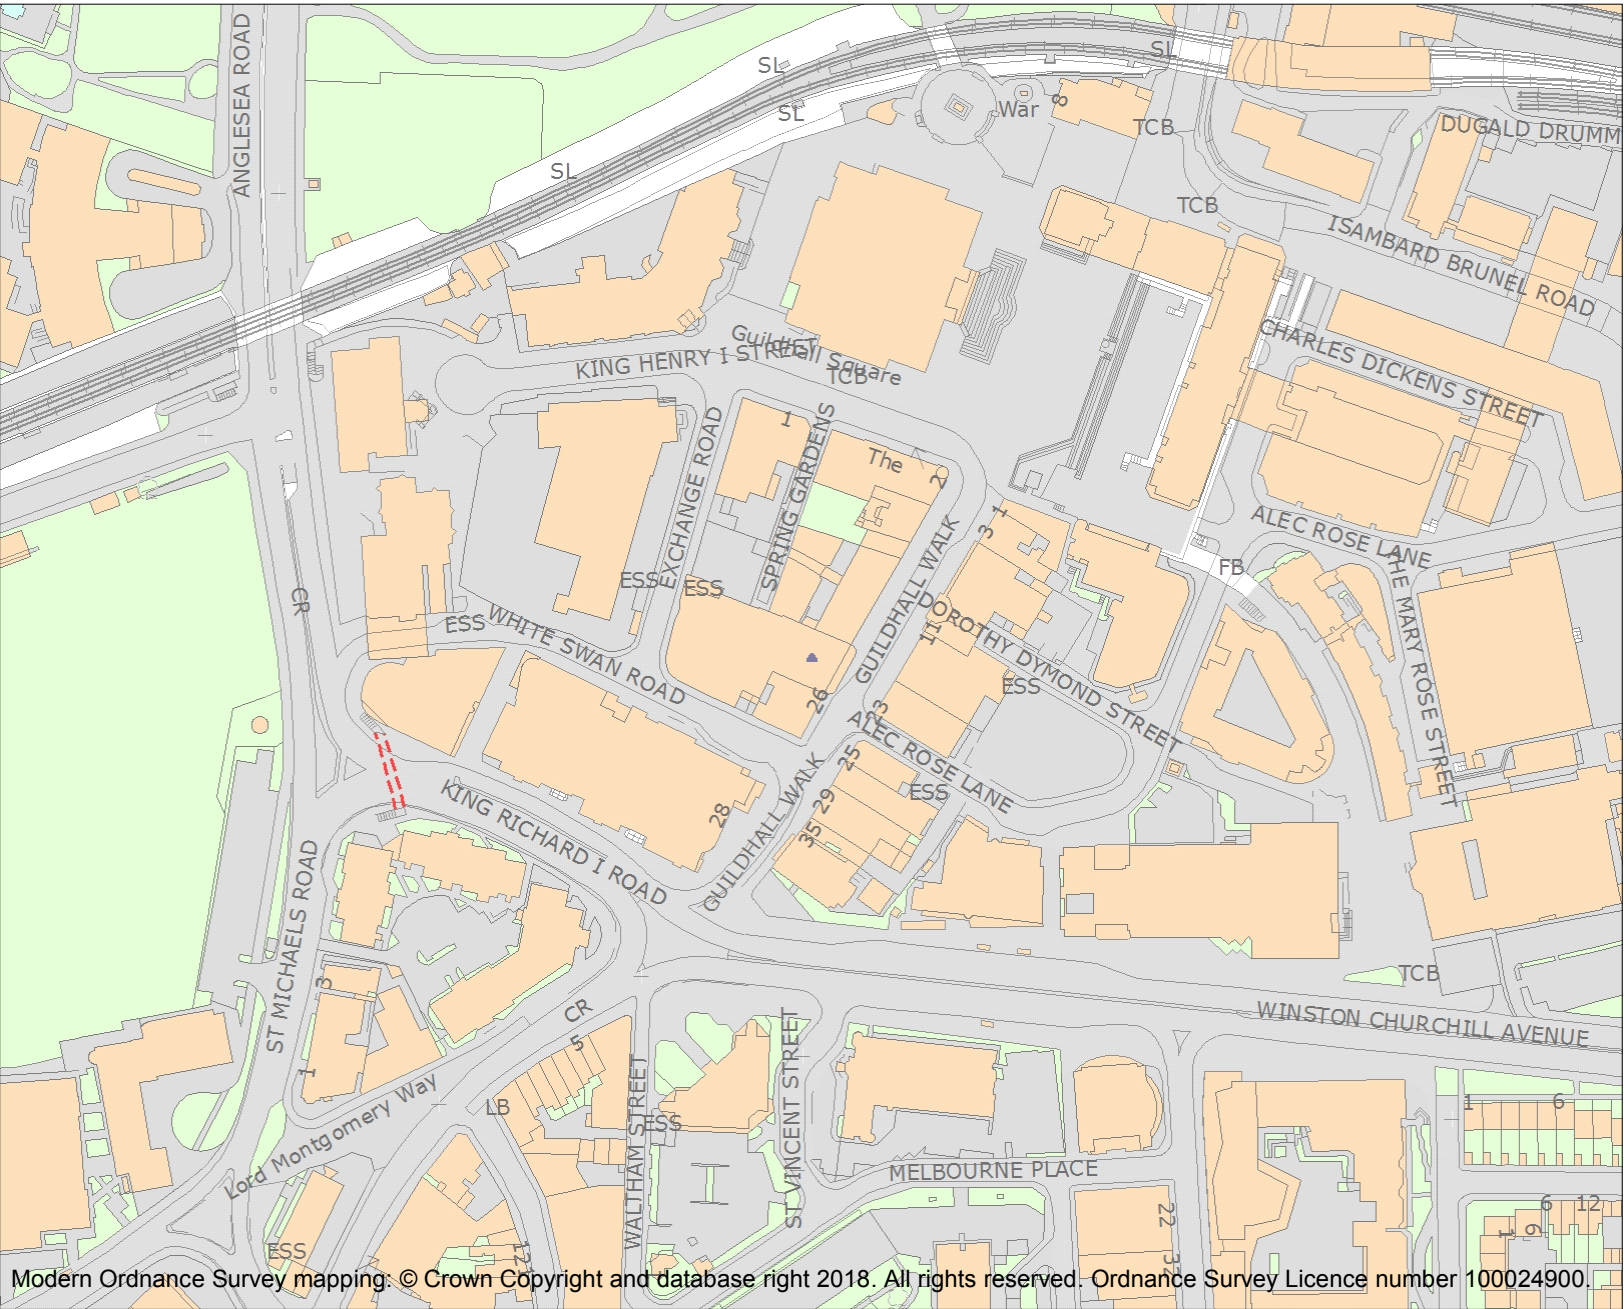 ANGLESEA ROAD
SL
SL
SL
SL
War
8
TCB
DUGALD DRUMM
TCB
ISAMBARD BRUNEL ROAD
CHARLES DICKENS STREET
Guildhall Square
KING HENRY I STREET
TCB
1
The
2
EXCHANGE ROAD
SPRING GARDENS
GUILDHALL WALK
3 1
ALEC ROSE LANE
FB
THE MARY ROSE STREET
CR
ESS
ESS
ESS
WHITE SWAN ROAD
DOROTHY DYMOND STREET
11
ESS
26
23
ALEC ROSE LANE
25
29
35
ESS
28
GUILDHALL WALK
KING RICHARD I ROAD
ST MICHAELS ROAD
3
1
CR
5
TCB
WINSTON CHURCHILL AVENUE
Lord Montgomery Way
LB
WALTHAM STREET
ESS
ST VINCENT STREET
MELBOURNE PLACE
1
6
6
12
1
6
22
ESS
Modern Ordnance Survey mapping: © Crown Copyright and database right 2018. All rights reserved. Ordnance Survey Licence number 100024900.